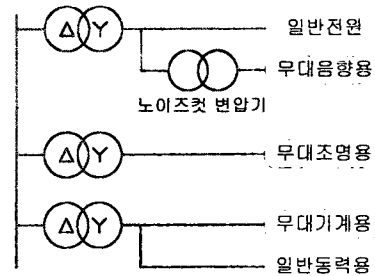 Δ Y 일반전원
무대음향용
노이즈컷 변압기
Δ Y 무대조명용
Δ Y 무대기계용
일반동력용